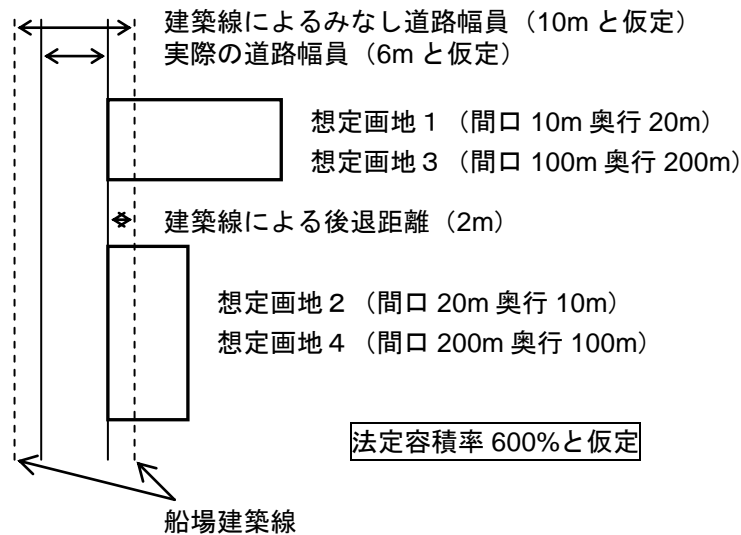 建築線によるみなし道路幅員（10m と仮定）
実際の道路幅員（6m と仮定）
想定画地１（間口 10m 奥行 20m）
想定画地３（間口 100m 奥行 200m）
建築線による後退距離（2m）
想定画地２（間口 20m 奥行 10m）
想定画地４（間口 200m 奥行 100m）
法定容積率 600%と仮定
船場建築線